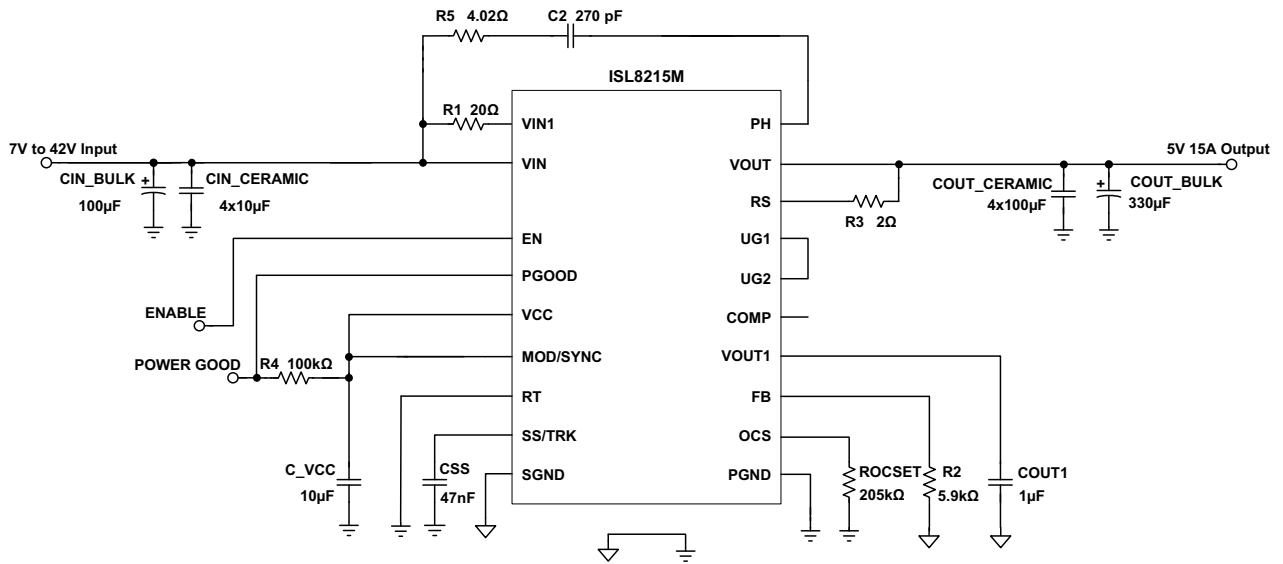 R5 4.02Ω
C2 270 pF
ISL8215M
R1 20Ω
VIN1
PH
7V to 42V Input
VIN
VOUT
5V 15A Output
CIN_BULK
+
100µF
CIN_CERAMIC
4x10µF
RS
R3 2Ω
COUT_CERAMIC
4x100µF
+
COUT_BULK
330µF
EN
UG1
PGOOD
UG2
ENABLE
VCC
COMP
POWER GOOD
R4 100kΩ
MOD/SYNC
VOUT1
RT
FB
SS/TRK
OCS
C_VCC
10µF
CSS
47nF
SGND
PGND
ROCSET
205kΩ
R2
5.9kΩ
COUT1
1µF